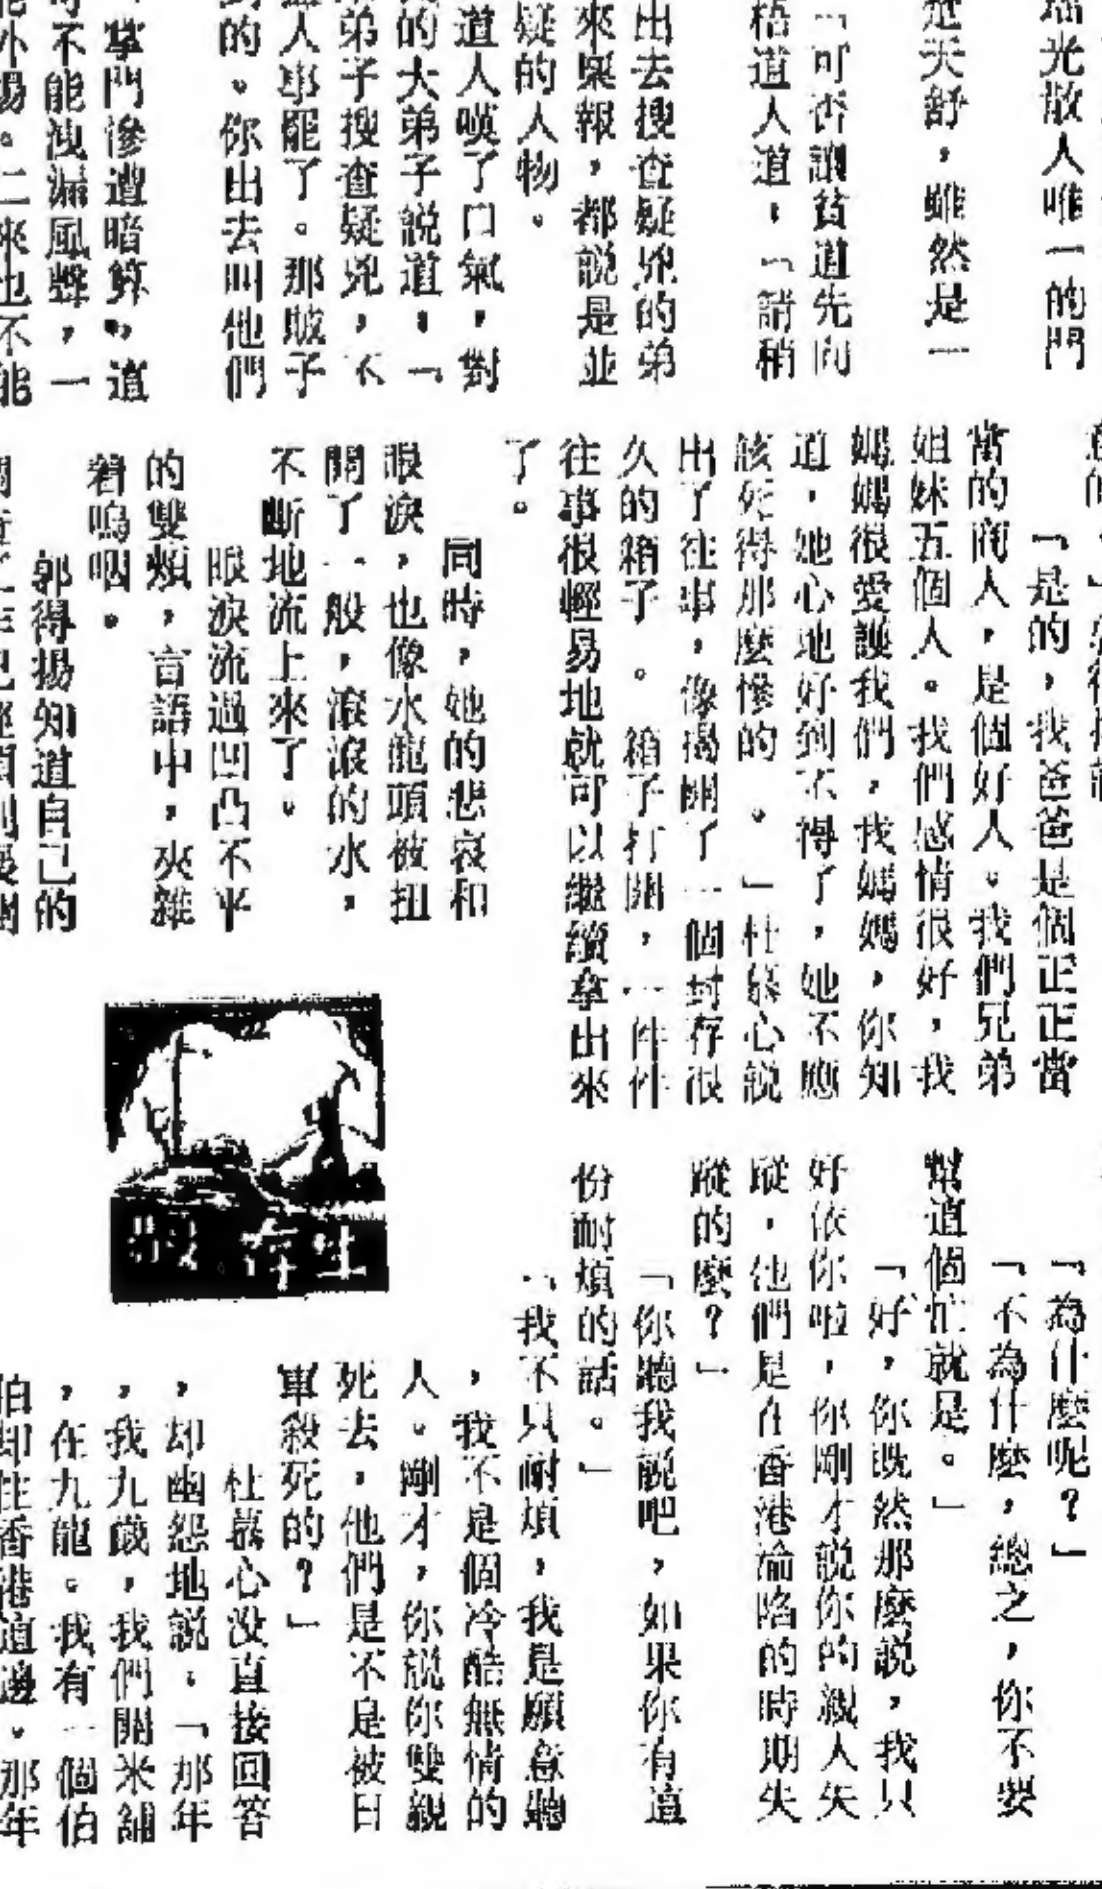 瑶光散人唯一的門
是天舒，雖然是一
「可否讓貧道先向
梧道人道，「請稍
出去搜查疑兇的弟
來稟報，都說是並
疑的人物。
道人嘆了口氣，對
的大弟子說道，「
弟子搜查疑兇，不
人事罷了。那賊子
的。你出去叫他們
掌門慘遭暗算，這
不能洩漏風聲，一
外揚。二來也不能
「是的，我爸爸是個正正當
當的商人，是個好人。我們兄弟
姐妹五個人。我們感情很好，我
媽媽很愛護我們，我媽媽，你知
道，她心地好到不得了，她不應
該死得那麼慘的。」杜慕心說
出了往事，像揭開了一個封存很
久的箱子。箱子打開，一件件
往事很輕易地就可以繼續拿出來
了。
同時，她的悲哀和
眼淚，也像水龍頭被扭
開了一般，滾滾的水，
不斷地流上來了。
眼淚流過凹凸不平
的雙頰，言語中，夾雜
着嗚咽。
郭得揚知道自己的
生存線
「為什麼呢？」
「不為什麼，總之，你不要
幫這個忙就是。」
「好，你既然那麼說，我只
好依你啦，你剛才說你的親人失
蹤，他們是在香港淪陷的時期失
蹤的麼？」
「你聽我說吧，如果你有這
份耐煩的話。」
「我不只耐煩，我是願意聽
，我不是個冷酷無情的
人。剛才，你說你雙親
死去，他們是不是被日
軍殺死的？」
杜慕心沒直接回答
，却幽怨地說，「那年
，我九歲，我們開米舖
，在九龍。我有一個伯
伯却住香港這邊。那年